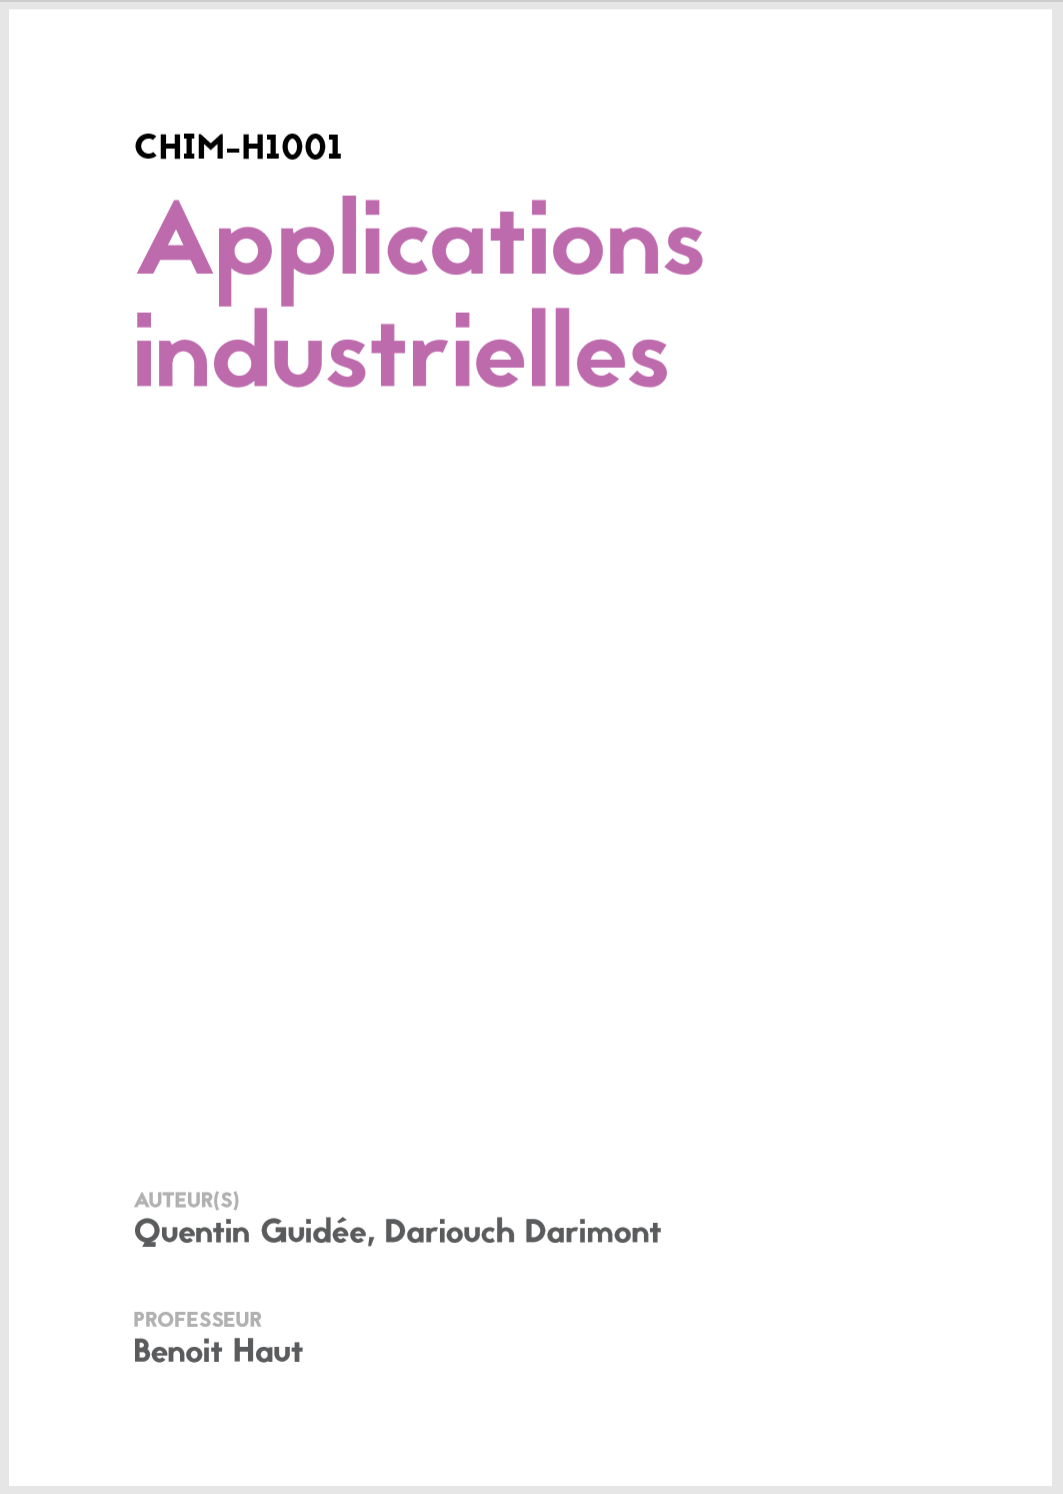 CHIM-H1001
Applications
industrielles
AUTEUR(S)
Quentin Guidée, Dariouch Darimont
PROFESSEUR
Benoit Haut